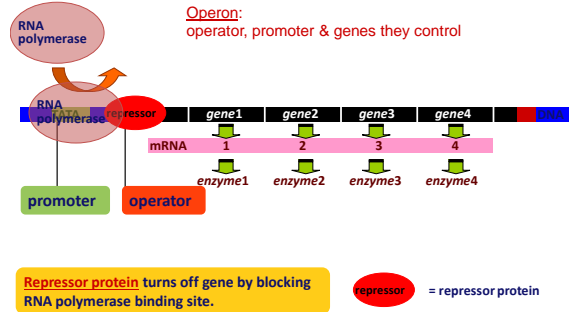 RNA
polymerase
Operon:
operator, promoter & genes they control
RNA
polymerase
TATA
repressor
gene1 gene2 gene3 gene4
DNA
mRNA 1 2 3 4
enzyme1 enzyme2 enzyme3 enzyme4
promoter
operator
Repressor protein turns off gene by blocking
RNA polymerase binding site.
repressor
= repressor protein